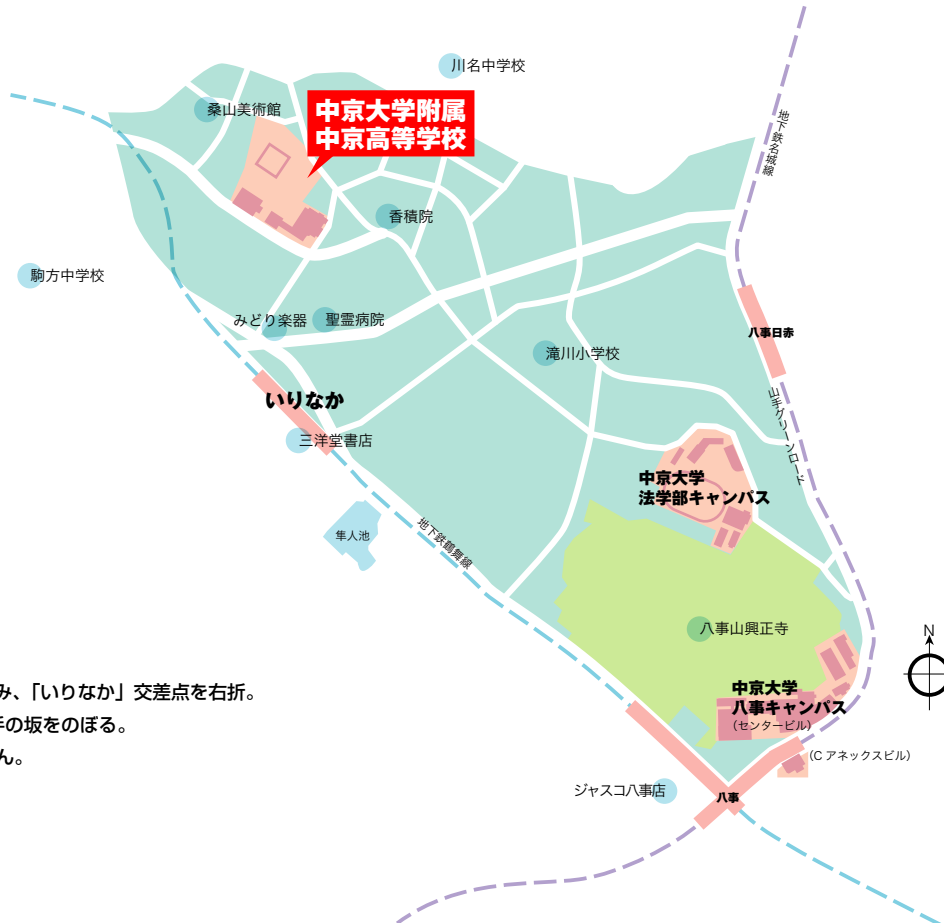 川名中学校
桑山美術館
中京大学附属
中京高等学校
地下鉄名城線
香積院
駒方中学校
みどり楽器
聖霊病院
八事日赤
滝川小学校
いりなか
山手グリーンロード
三洋堂書店
中京大学
法学部キャンパス
隼人池
地下鉄鶴舞線
八事山興正寺
N
み、「いりなか」交差点を右折。
手の坂をのぼる。
ん。
中京大学
八事キャンパス
(センタービル)
(C アネックスビル)
ジャスコ八事店
八事